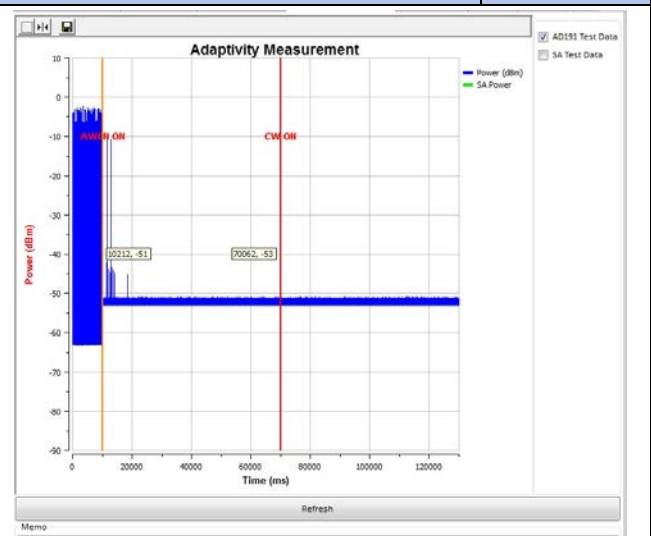 Adaptivity Measurement
AD191 Test Data
SA Test Data
Power (dBm)
SA Power
AWGN ON
CW ON
10212, -51
70062, -53
Power (dBm)
10
0
-10
-20
-30
-40
-50
-60
-70
-80
-90
0
20000
40000
60000
80000
100000
120000
Time (ms)
Refresh
Memo